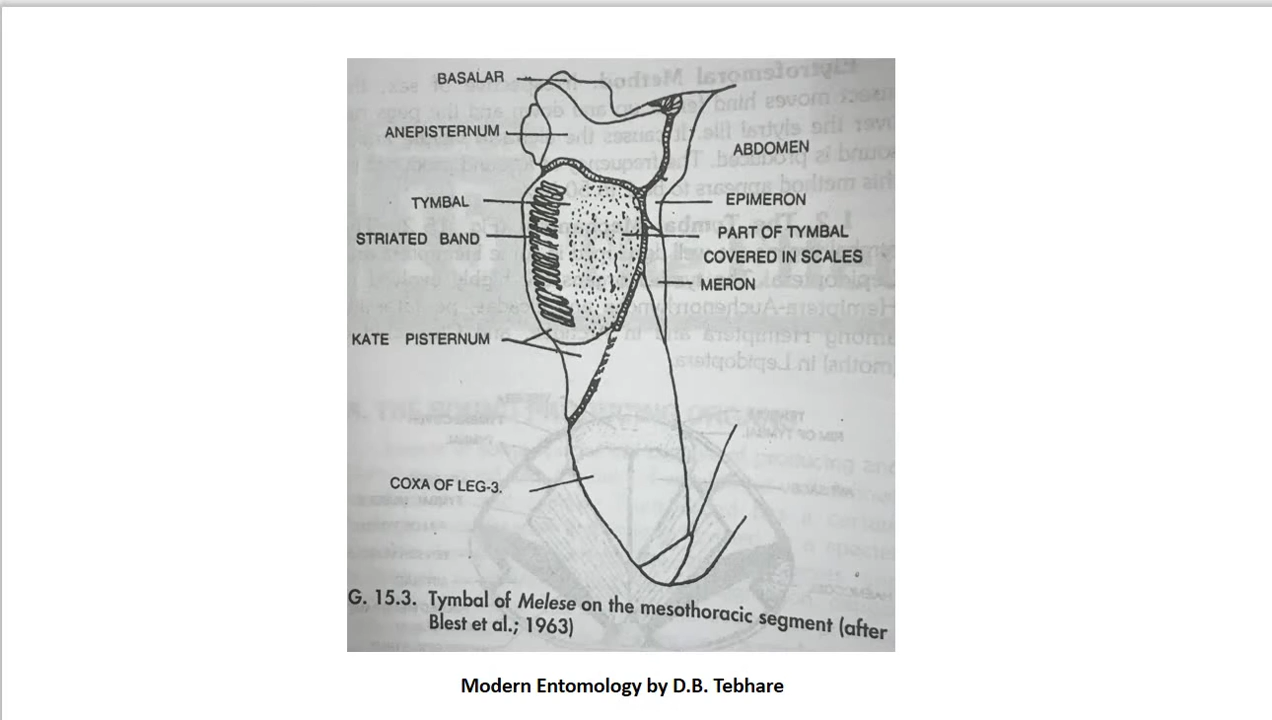 BASALAR
ANEPISTERNUM
ABDOMEN
TYMBAL
EPIMERON
STRIATED BAND
PART OF TYMBAL
COVERED IN SCALES
MERON
KATE PISTERNUM
COXA OF LEG-3.
G. 15.3. Tymbal of Melese on the mesothoracic segment (after
Blest et al.; 1963)
Modern Entomology by D.B. Tebhare